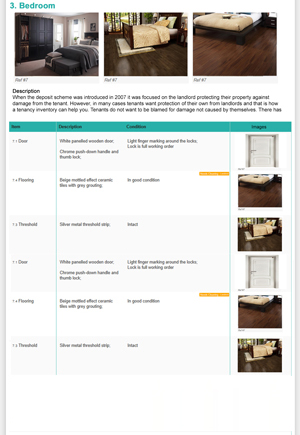 3. Bedroom
Ref #7
Ref #7
Ref #7
Description
When the deposit scheme was introduced in 2007 it was focused on the landlord protecting their property against
damage from the tenant. However, in many cases tenants want protection of their own from landlords and that is how
a tenancy inventory can help you. Tenants do not want to be blamed for damage not caused by themselves. There has
Item Description Condition Images
Door White panelled wooden door; Light finger marking around the locks;
Lock is full working order
Chrome push-down handle and
thumb lock;
Flooring Beige mottled effect ceramic In good condition
tiles with grey grouting;
Threshold Silver metal threshold strip; Intact
Door White panelled wooden door; Light finger marking around the locks;
Lock is full working order
Chrome push-down handle and
thumb lock;
Flooring Beige mottled effect ceramic In good condition
tiles with grey grouting;
Threshold Silver metal threshold strip; Intact